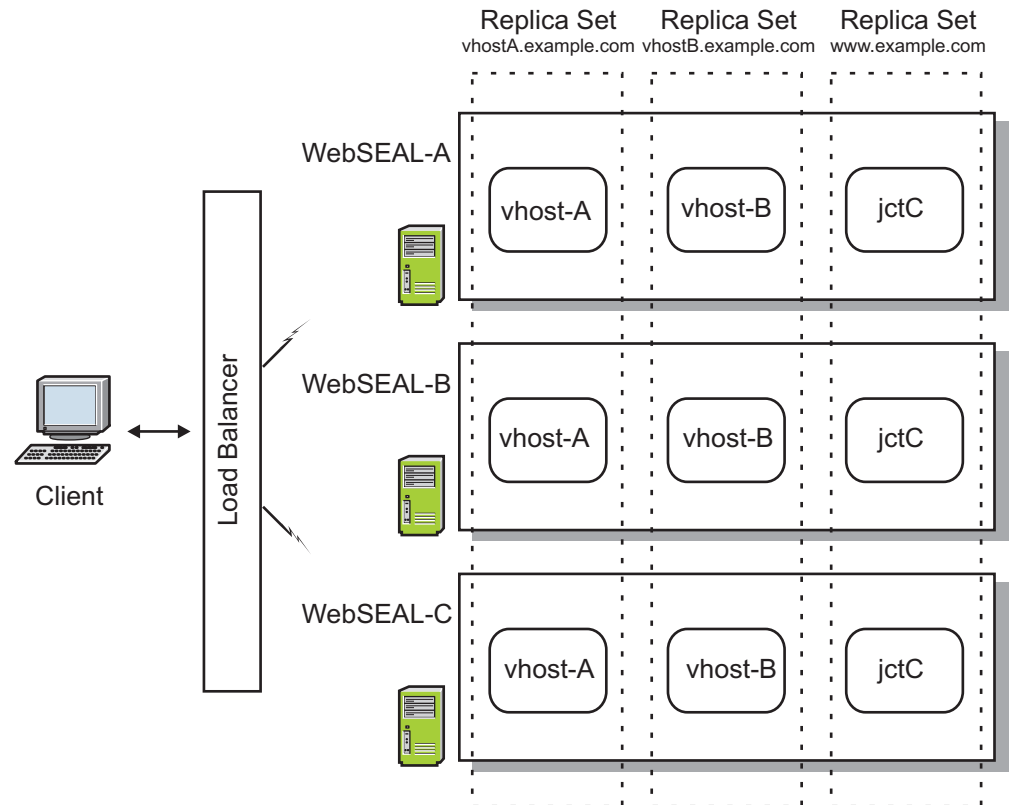 Replica Set
vhostA.example.com
Replica Set
vhostB.example.com
Replica Set
www.example.com
WebSEAL-A
vhost-A
vhost-B
jctC
WebSEAL-B
vhost-A
vhost-B
jctC
Load Balancer
Client
WebSEAL-C
vhost-A
vhost-B
jctC